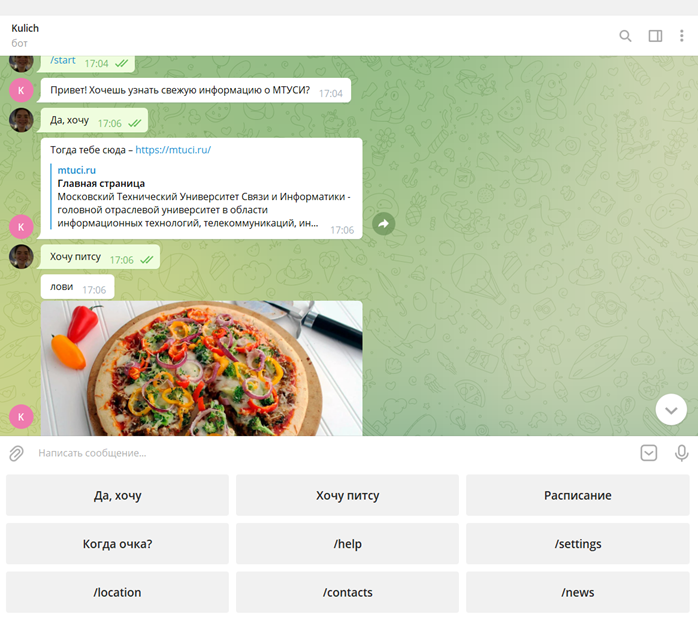 Kulich
бот
/start 17:04
K
Привет! Хочешь узнать свежую информацию о МТУСИ? 17:04
Да, хочу 17:06
Тогда тебе сюда – https://mtuci.ru/
mtuci.ru
Главная страница
Московский Технический Университет Связи и Информатики -
головной отраслевой университет в области
информационных технологий, телекоммуникаций, ин...
K
17:06
Хочу питсу 17:06
лови 17:06
K
Написать сообщение...
Да, хочу
Хочу питсу
Расписание
Когда очка?
/help
/settings
/location
/contacts
/news